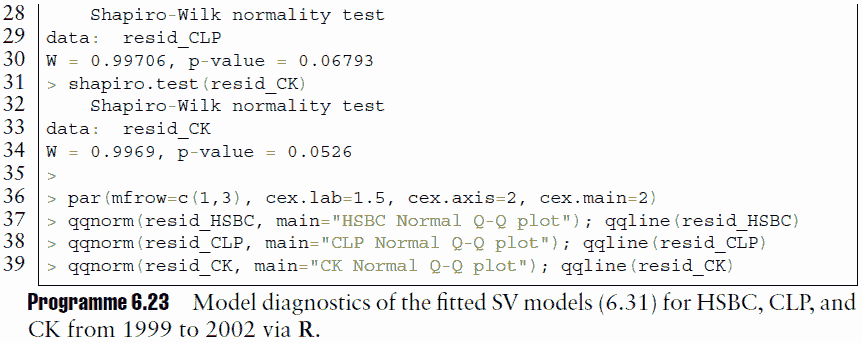 28 Shapiro-Wilk normality test
29 data: resid_CLP
30 W = 0.99706, p-value = 0.06793
31 > shapiro.test(resid_CK)
32 Shapiro-Wilk normality test
33 data: resid_CK
34 W = 0.9969, p-value = 0.0526
35 >
36 > par(mfrow=c(1,3), cex.lab=1.5, cex.axis=2, cex.main=2)
37 > qqnorm(resid_HSBC, main="HSBC Normal Q-Q plot"); qqline(resid_HSBC)
38 > qqnorm(resid_CLP, main="CLP Normal Q-Q plot"); qqline(resid_CLP)
39 > qqnorm(resid_CK, main="CK Normal Q-Q plot"); qqline(resid_CK)
Programme 6.23 Model diagnostics of the fitted SV models (6.31) for HSBC, CLP, and
CK from 1999 to 2002 via R.